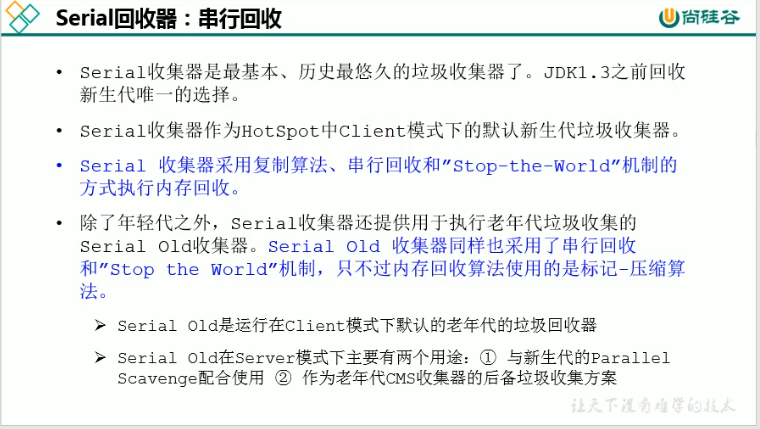 Serial回收器：串行回收
尚硅谷
• Serial收集器是最基本、历史最悠久的垃圾收集器了。JDK1.3之前回收
新生代唯一的选择。
• Serial收集器作为HotSpot中Client模式下的默认新生代垃圾收集器。
• Serial 收集器采用复制算法、串行回收和"Stop-the-World"机制的
方式执行内存回收。
• 除了年轻代之外，Serial收集器还提供用于执行老年代垃圾收集的
Serial Old收集器。Serial Old 收集器同样也采用了串行回收
和"Stop the World"机制，只不过内存回收算法使用的是标记-压缩算
法。
➢ Serial Old是运行在Client模式下默认的老年代的垃圾回收器
➢ Serial Old在Server模式下主要有两个用途：① 与新生代的Parallel
Scavenge配合使用 ② 作为老年代CMS收集器的后备垃圾收集方案
让天下没有难学的技术